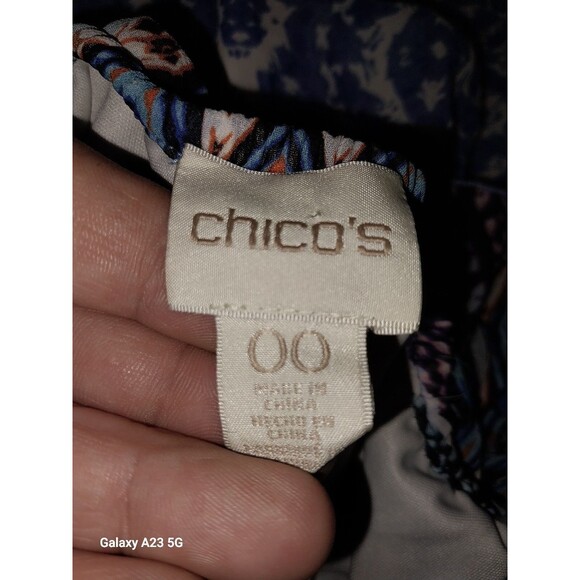 chico's
00
MADE IN
CHINA
HECHO EN
CHINA
Galaxy A23 5G